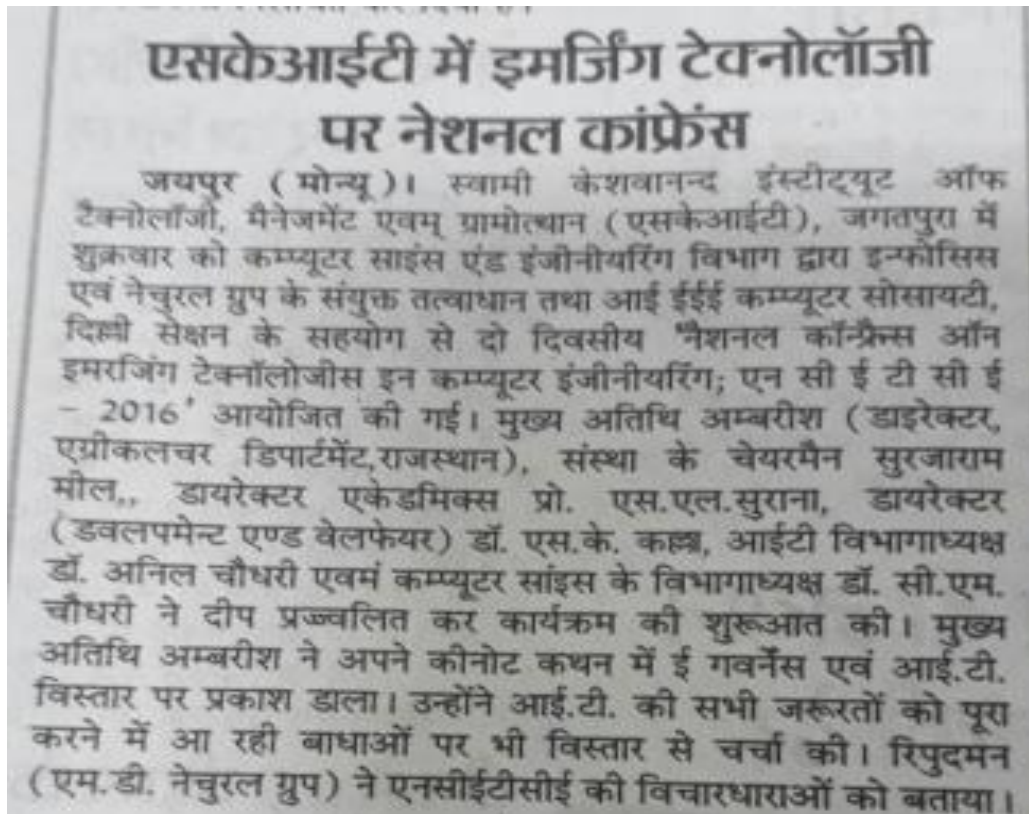 एसकेआईटी में इमर्जिंग टेक्नोलॉजी
पर नेशनल कांफ्रेंस
जयपुर (मोन्यू)। स्वामी केशवानन्द इंस्टीट्यूट ऑफ
टैक्नोलॉजी, मैनेजमेंट एवम् ग्रामोत्थान (एसकेआईटी), जगतपुरा में
शुक्रवार को कम्प्यूटर साइंस एंड इंजीनीयरिंग विभाग द्वारा इन्फोसिस
एवं नेचुरल ग्रुप के संयुक्त तत्वाधान तथा आई ईईई कम्प्यूटर सोसायटी,
दिल्ली सेक्षन के सहयोग से दो दिवसीय 'नैशनल कॉन्फ्रैन्स ऑन
इमरजिंग टेक्नॉलोजीस इन कम्प्यूटर इंजीनीयरिंग; एन सी ई टी सी ई
- 2016' आयोजित की गई। मुख्य अतिथि अम्बरीश (डाइरेक्टर,
एग्रीकलचर डिपार्टमेंट,राजस्थान), संस्था के चेयरमैन सुरजाराम
मील,, डायरेक्टर एकेडमिक्स प्रो. एस.एल.सुराना, डायरेक्टर
(डवलपमेन्ट एण्ड वेलफेयर) डॉ. एस.के. काल्ला, आईटी विभागाध्यक्ष
डॉ. अनिल चौधरी एवमं कम्प्यूटर सांइस के विभागाध्यक्ष डॉ. सी.एम.
चौधरी ने दीप प्रज्ज्वलित कर कार्यक्रम की शुरूआत की। मुख्य
अतिथि अम्बरीश ने अपने कीनोट कथन में ई गवर्नेंस एवं आई.टी.
विस्तार पर प्रकाश डाला। उन्होंने आई.टी. की सभी जरूरतों को पूरा
करने में आ रही बाधाओं पर भी विस्तार से चर्चा की। रिपुदमन
(एम.डी. नेचुरल ग्रुप) ने एनसीईटीसीई की विचारधाराओं को बताया।